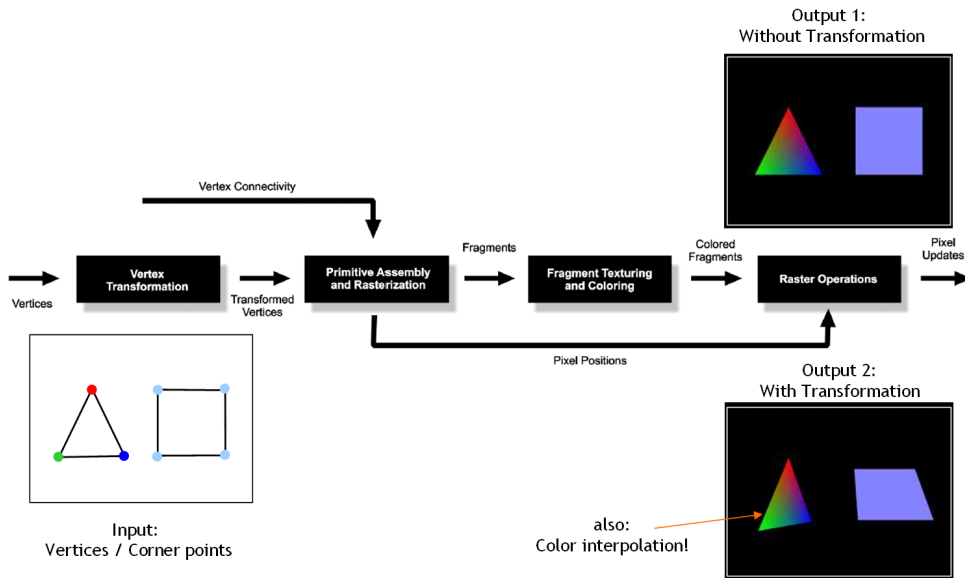 Output 1:
Without Transformation
Vertex Connectivity
Vertices
Vertex
Transformation
Transformed
Vertices
Primitive Assembly
and Rasterization
Fragments
Fragment Texturing
and Coloring
Colored
Fragments
Raster Operations
Pixel
Updates
Pixel Positions
Input:
Vertices / Corner points
Output 2:
With Transformation
also:
Color interpolation!